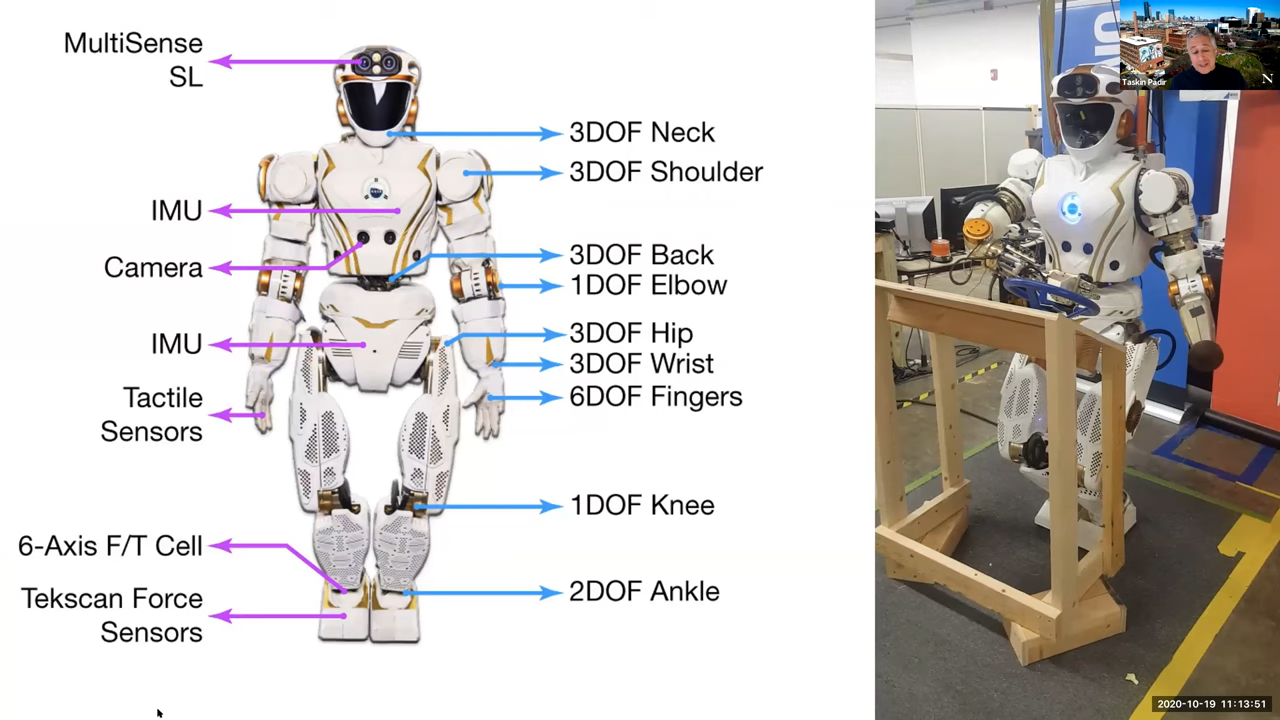 MultiSense
SL
IMU
Camera
IMU
Tactile
Sensors
6-Axis F/T Cell
Tekscan Force
Sensors
3DOF Neck
3DOF Shoulder
3DOF Back
1DOF Elbow
3DOF Hip
3DOF Wrist
6DOF Fingers
1DOF Knee
2DOF Ankle
Taskin Padir
N
2020-10-19 11:13:51